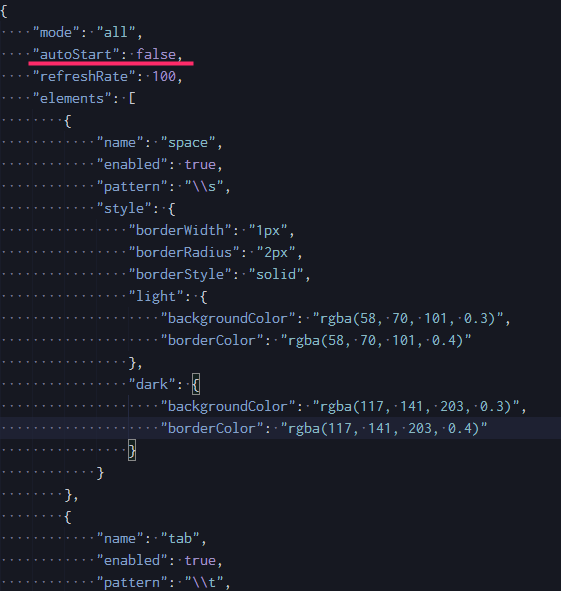 {
    "mode": "all",
    "autoStart": false,
    "refreshRate": 100,
    "elements": [
        {
            "name": "space",
            "enabled": true,
            "pattern": "\\s",
            "style": {
                "borderWidth": "1px",
                "borderRadius": "2px",
                "borderStyle": "solid",
                "light": {
                    "backgroundColor": "rgba(58, 70, 101, 0.3)",
                    "borderColor": "rgba(58, 70, 101, 0.4)"
                },
                "dark": {
                    "backgroundColor": "rgba(117, 141, 203, 0.3)",
                    "borderColor": "rgba(117, 141, 203, 0.4)"
                }
            }
        },
        {
            "name": "tab",
            "enabled": true,
            "pattern": "\\t",